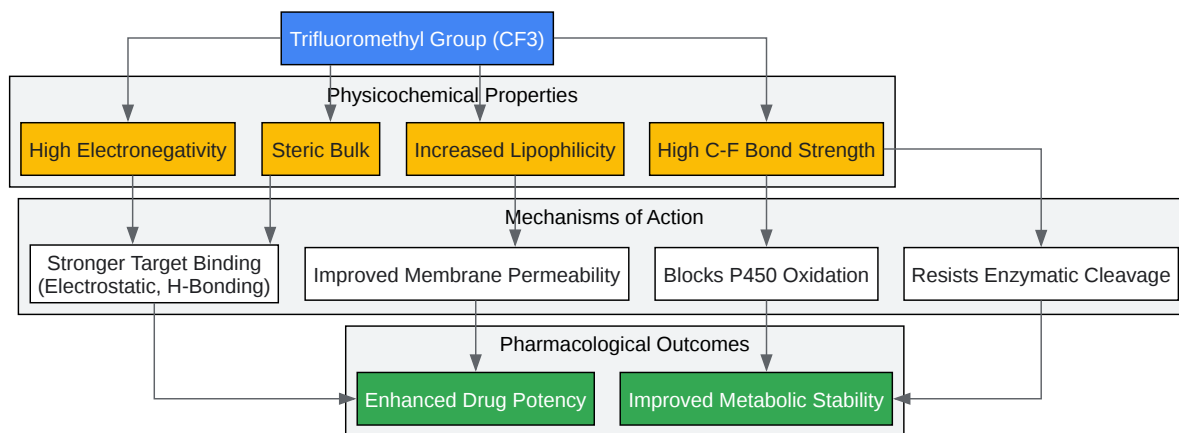 Trifluoromethyl Group (CF3)
Physicochemical Properties
High Electronegativity
Steric Bulk
Increased Lipophilicity
High C-F Bond Strength
Mechanisms of Action
Stronger Target Binding
(Electrostatic, H-Bonding)
Improved Membrane Permeability
Blocks P450 Oxidation
Resists Enzymatic Cleavage
Pharmacological Outcomes
Enhanced Drug Potency
Improved Metabolic Stability